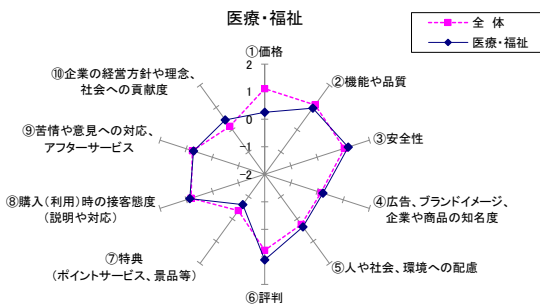 医療・福祉
全 体
医療・福祉
①価格
2
1
0
-1
-2
②機能や品質
③安全性
④広告、ブランドイメージ、
企業や商品の知名度
⑤人や社会、環境への配慮
⑥評判
⑦特典
（ポイントサービス、景品等）
⑧購入（利用）時の接客態度
（説明や対応）
⑨苦情や意見への対応、
アフターサービス
⑩企業の経営方針や理念、
社会への貢献度